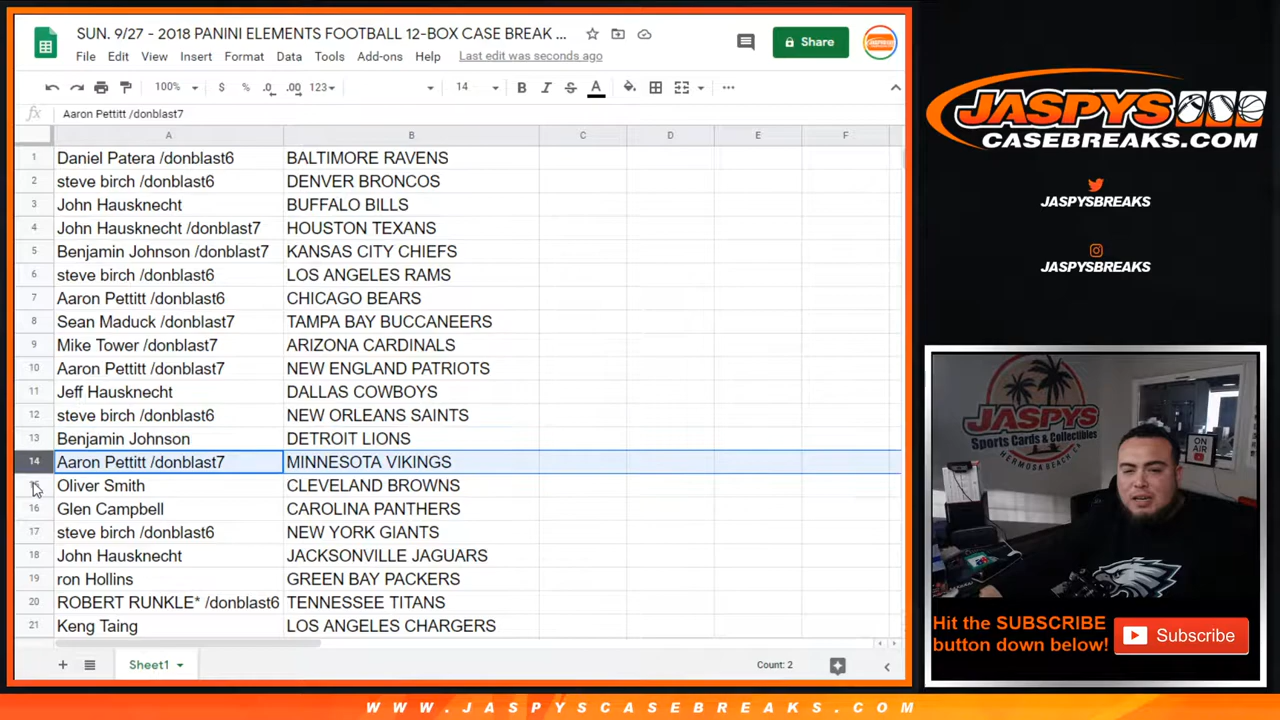 SUN. 9/27 - 2018 PANINI ELEMENTS FOOTBALL 12-BOX CASE BREAK ...
File Edit View Insert Format Data Tools Add-ons Help Last edit was seconds ago
Share
100% $ % .0 .00 123 14 B I S A
fx Aaron Pettitt /donblast7
A B C D E F
1 Daniel Patera /donblast6 BALTIMORE RAVENS
2 steve birch /donblast6 DENVER BRONCOS
3 John Hausknecht BUFFALO BILLS
4 John Hausknecht /donblast7 HOUSTON TEXANS
5 Benjamin Johnson /donblast7 KANSAS CITY CHIEFS
6 steve birch /donblast6 LOS ANGELES RAMS
7 Aaron Pettitt /donblast6 CHICAGO BEARS
8 Sean Maduck /donblast7 TAMPA BAY BUCCANEERS
9 Mike Tower /donblast7 ARIZONA CARDINALS
10 Aaron Pettitt /donblast7 NEW ENGLAND PATRIOTS
11 Jeff Hausknecht DALLAS COWBOYS
12 steve birch /donblast6 NEW ORLEANS SAINTS
13 Benjamin Johnson DETROIT LIONS
14 Aaron Pettitt /donblast7 MINNESOTA VIKINGS
Oliver Smith CLEVELAND BROWNS
16 Glen Campbell CAROLINA PANTHERS
17 steve birch /donblast6 NEW YORK GIANTS
18 John Hausknecht JACKSONVILLE JAGUARS
19 ron Hollins GREEN BAY PACKERS
20 ROBERT RUNKLE* /donblast6 TENNESSEE TITANS
21 Keng Taing LOS ANGELES CHARGERS
Sheet1 Count: 2
JASPYS
CASEBREAKS.COM
JASPYSBREAKS
JASPYSBREAKS
JASPYS
Sports Cards & Collectibles
HERMOSA BEACH, CA
ON AIR
Hit the SUBSCRIBE
button down below!
Subscribe
WWW.JASPYSCASEBREAKS.COM